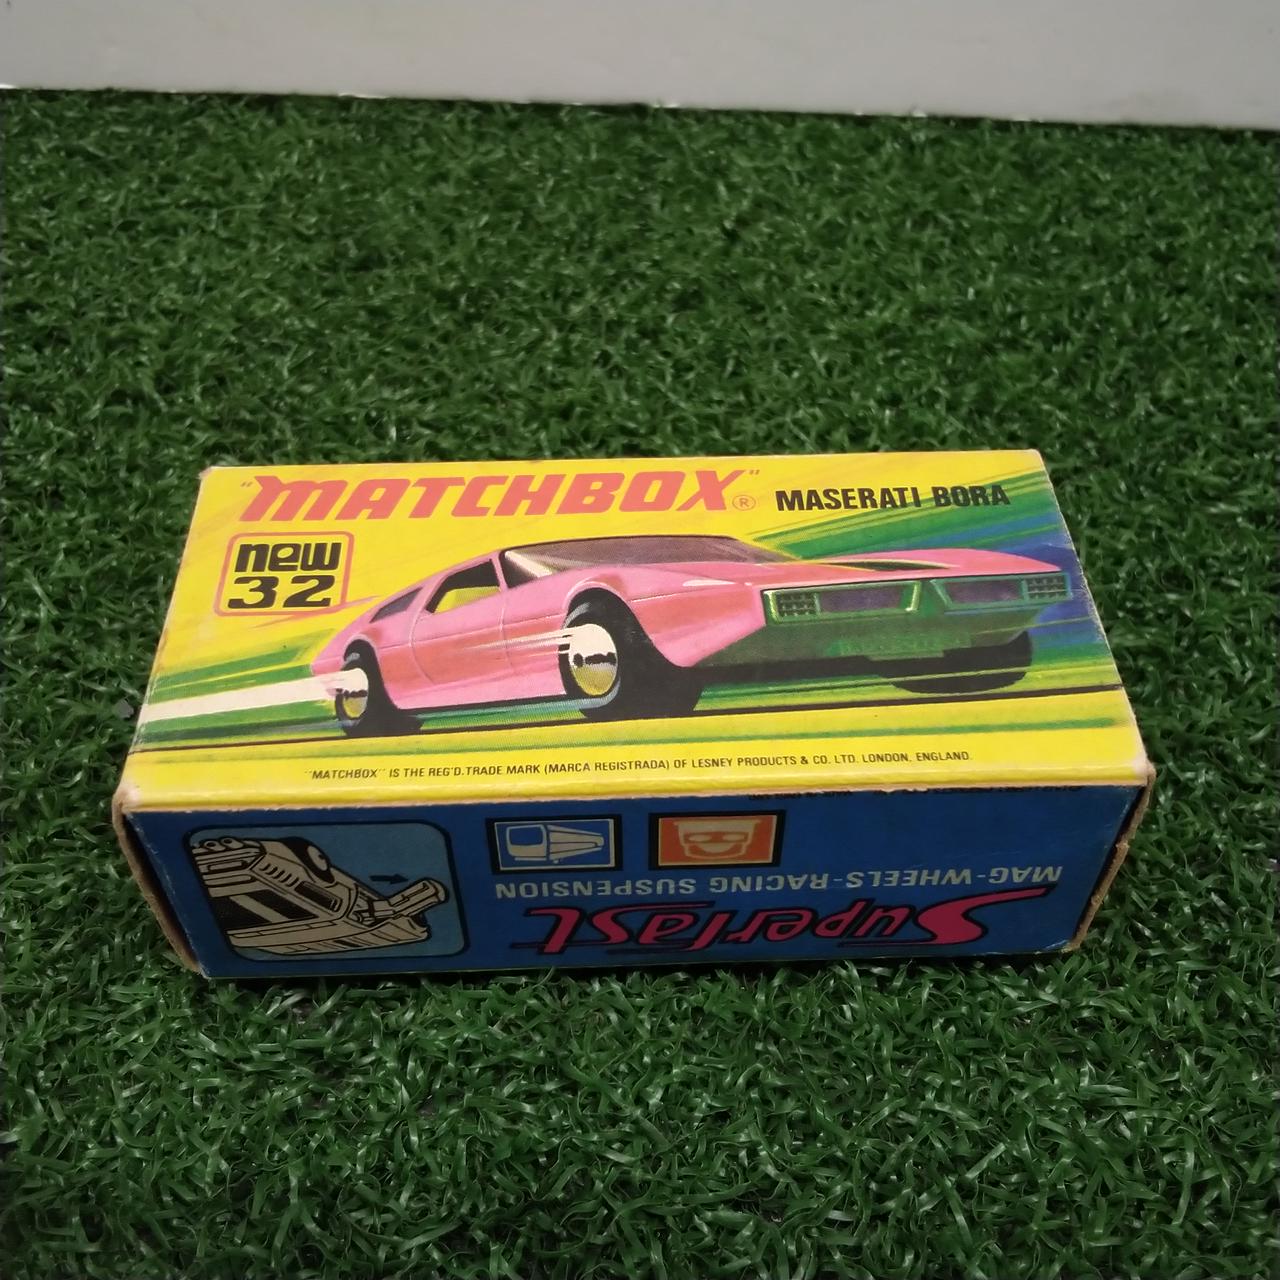 "MATCHBOX"®
MASERATI BORA
new
32
"MATCHBOX" IS THE REG'D. TRADE MARK (MARCA REGISTRADA) OF LESNEY PRODUCTS & CO. LTD. LONDON, ENGLAND.
Superfast
MAG-WHEELS-RACING SUSPENSION